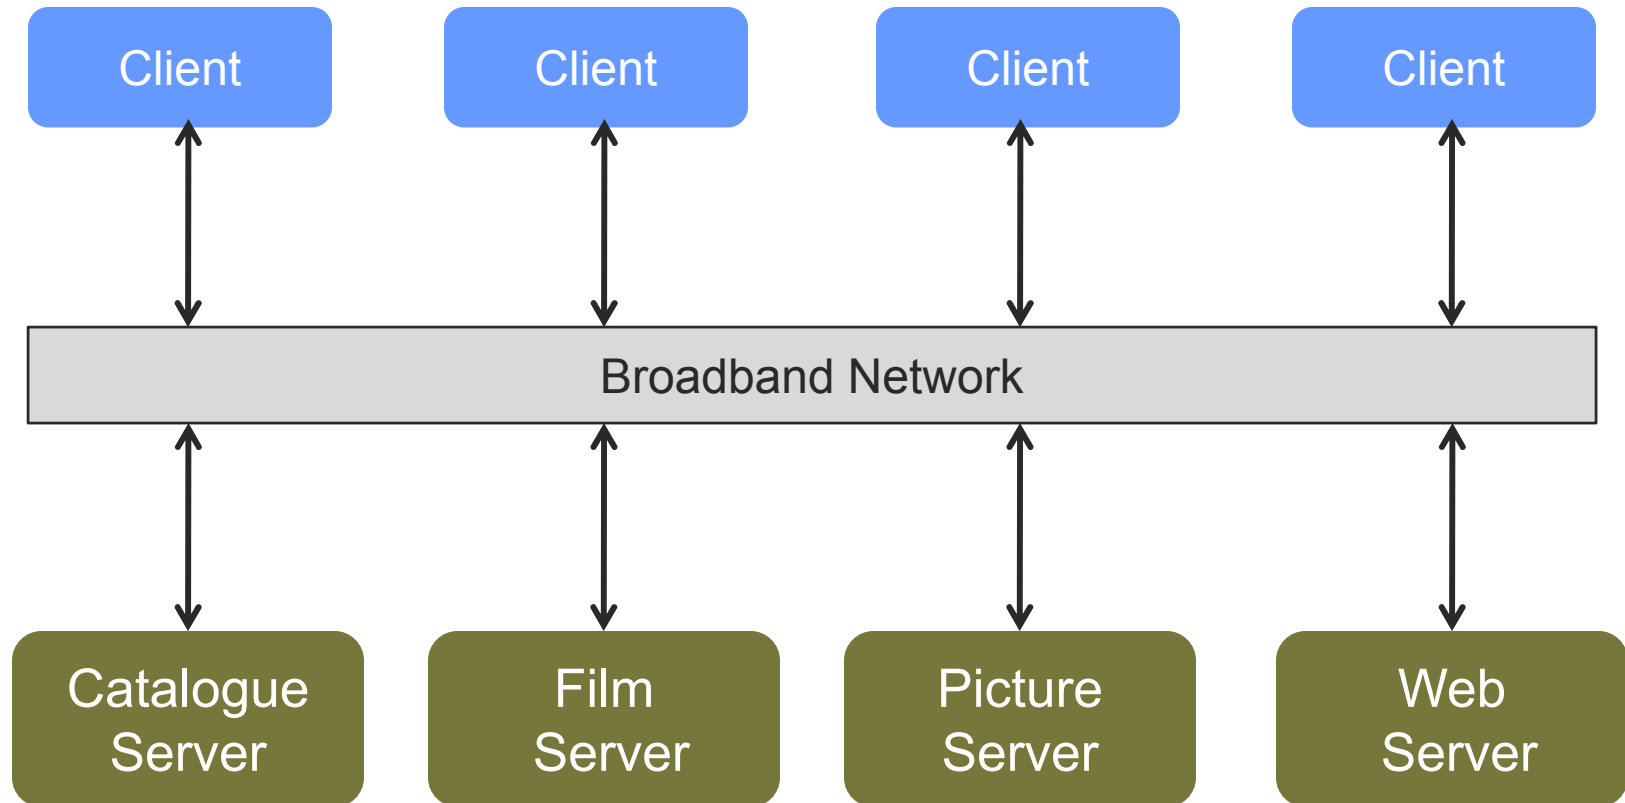 Client
Client
Client
Client
Broadband Network
Catalogue
Server
Film
Server
Picture
Server
Web
Server